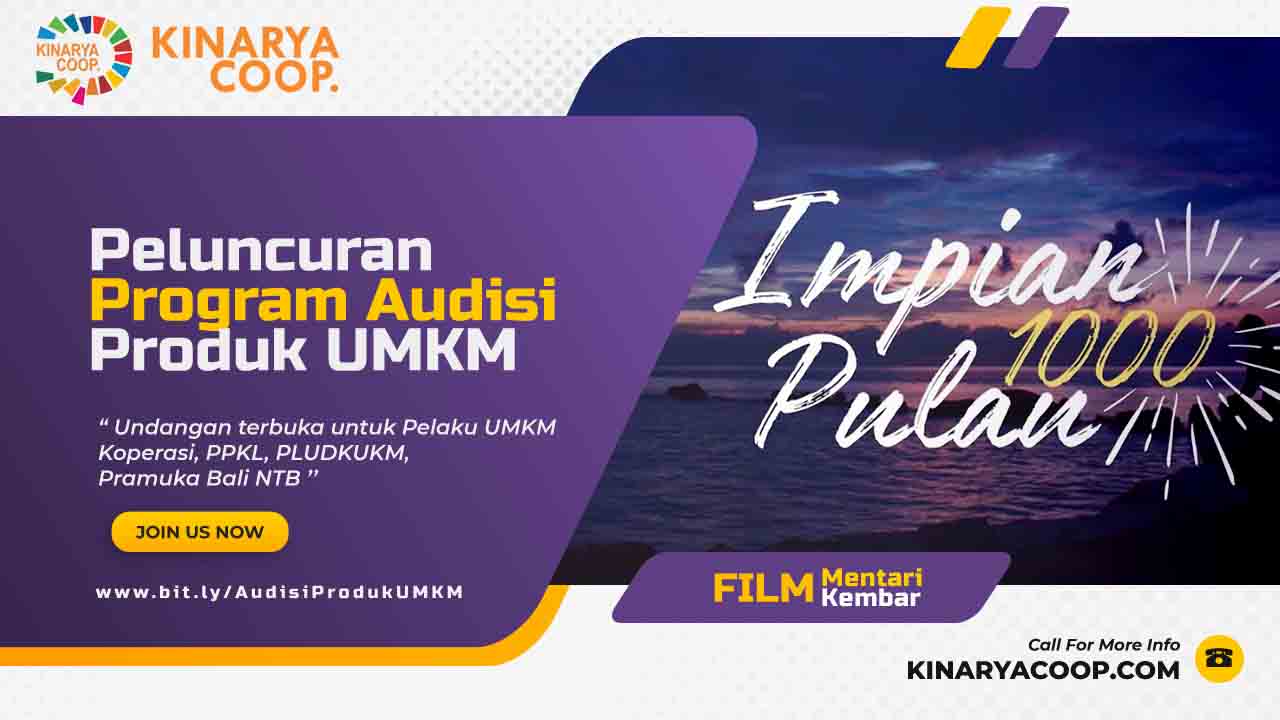 KINARYA
COOP.
KINARYA
COOP.
Peluncuran
Program Audisi
Produk UMKM
“ Undangan terbuka untuk Pelaku UMKM
Koperasi, PPKL, PLUDKUKM,
Pramuka Bali NTB ”
JOIN US NOW
www.bit.ly/AudisiProdukUMKM
Impian
1000
Pulau
FILM Mentari
Kembar
Call For More Info
KINARYACOOP.COM